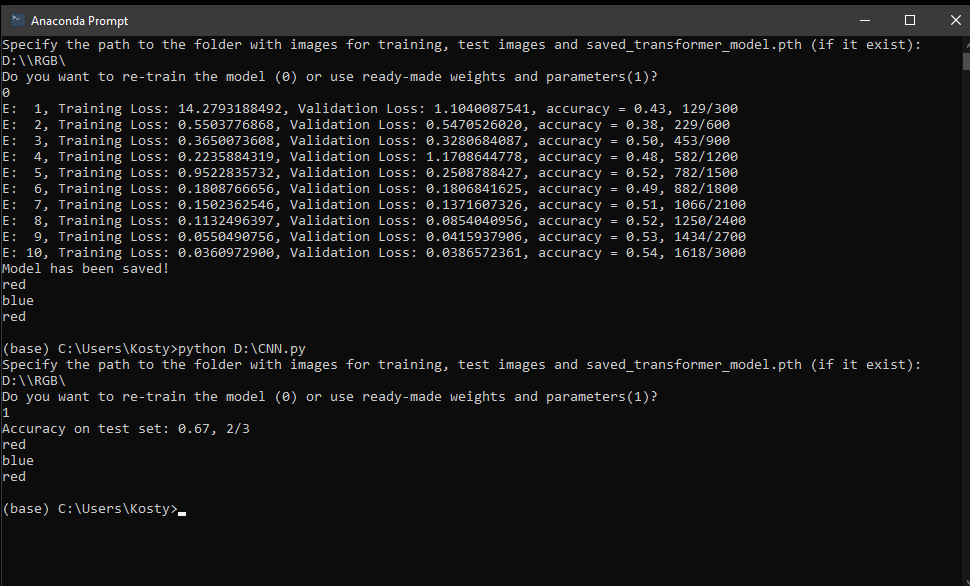 Anaconda Prompt
Specify the path to the folder with images for training, test images and saved_transformer_model.pth (if it exist):
D:\\RGB\
Do you want to re-train the model (0) or use ready-made weights and parameters(1)?
0
E:  1, Training Loss: 14.2793188492, Validation Loss: 1.1040087541, accuracy = 0.43, 129/300
E:  2, Training Loss: 0.5503776868, Validation Loss: 0.5470526020, accuracy = 0.38, 229/600
E:  3, Training Loss: 0.3650073608, Validation Loss: 0.3280684087, accuracy = 0.50, 453/900
E:  4, Training Loss: 0.2235884319, Validation Loss: 1.1708644778, accuracy = 0.48, 582/1200
E:  5, Training Loss: 0.9522835732, Validation Loss: 0.2508788427, accuracy = 0.52, 782/1500
E:  6, Training Loss: 0.1808766656, Validation Loss: 0.1806841625, accuracy = 0.49, 882/1800
E:  7, Training Loss: 0.1502362546, Validation Loss: 0.1371607326, accuracy = 0.51, 1066/2100
E:  8, Training Loss: 0.1132496397, Validation Loss: 0.0854040956, accuracy = 0.52, 1250/2400
E:  9, Training Loss: 0.0550490756, Validation Loss: 0.0415937906, accuracy = 0.53, 1434/2700
E: 10, Training Loss: 0.0360972900, Validation Loss: 0.0386572361, accuracy = 0.54, 1618/3000
Model has been saved!
red
blue
red
(base) C:\Users\Kosty>python D:\CNN.py
Specify the path to the folder with images for training, test images and saved_transformer_model.pth (if it exist):
D:\\RGB\
Do you want to re-train the model (0) or use ready-made weights and parameters(1)?
1
Accuracy on test set: 0.67, 2/3
red
blue
red
(base) C:\Users\Kosty>